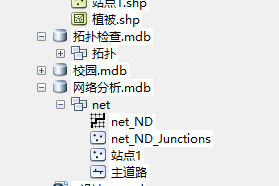 站点1.shp
植被.shp
拓扑检查.mdb
拓扑
校园.mdb
网络分析.mdb
net
net_ND
net_ND_Junctions
站点1
主道路